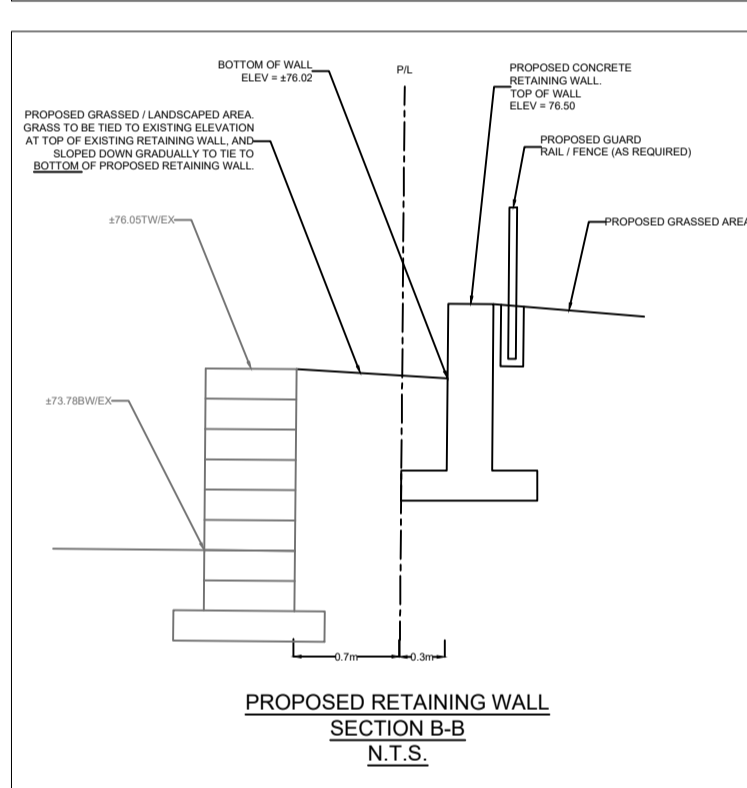 BOTTOM OF WALL
ELEV = ±76.02
P/L
PROPOSED CONCRETE
RETAINING WALL.
TOP OF WALL
ELEV = 76.50
PROPOSED GRASSED / LANDSCAPED AREA.
GRASS TO BE TIED TO EXISTING ELEVATION
AT TOP OF EXISTING RETAINING WALL, AND
SLOPED DOWN GRADUALLY TO TIE TO
BOTTOM OF PROPOSED RETAINING WALL.
PROPOSED GUARD
RAIL / FENCE (AS REQUIRED)
±76.05TW/EX
PROPOSED GRASSED AREA
±73.78BW/EX
0.7m
0.3m
PROPOSED RETAINING WALL
SECTION B-B
N.T.S.